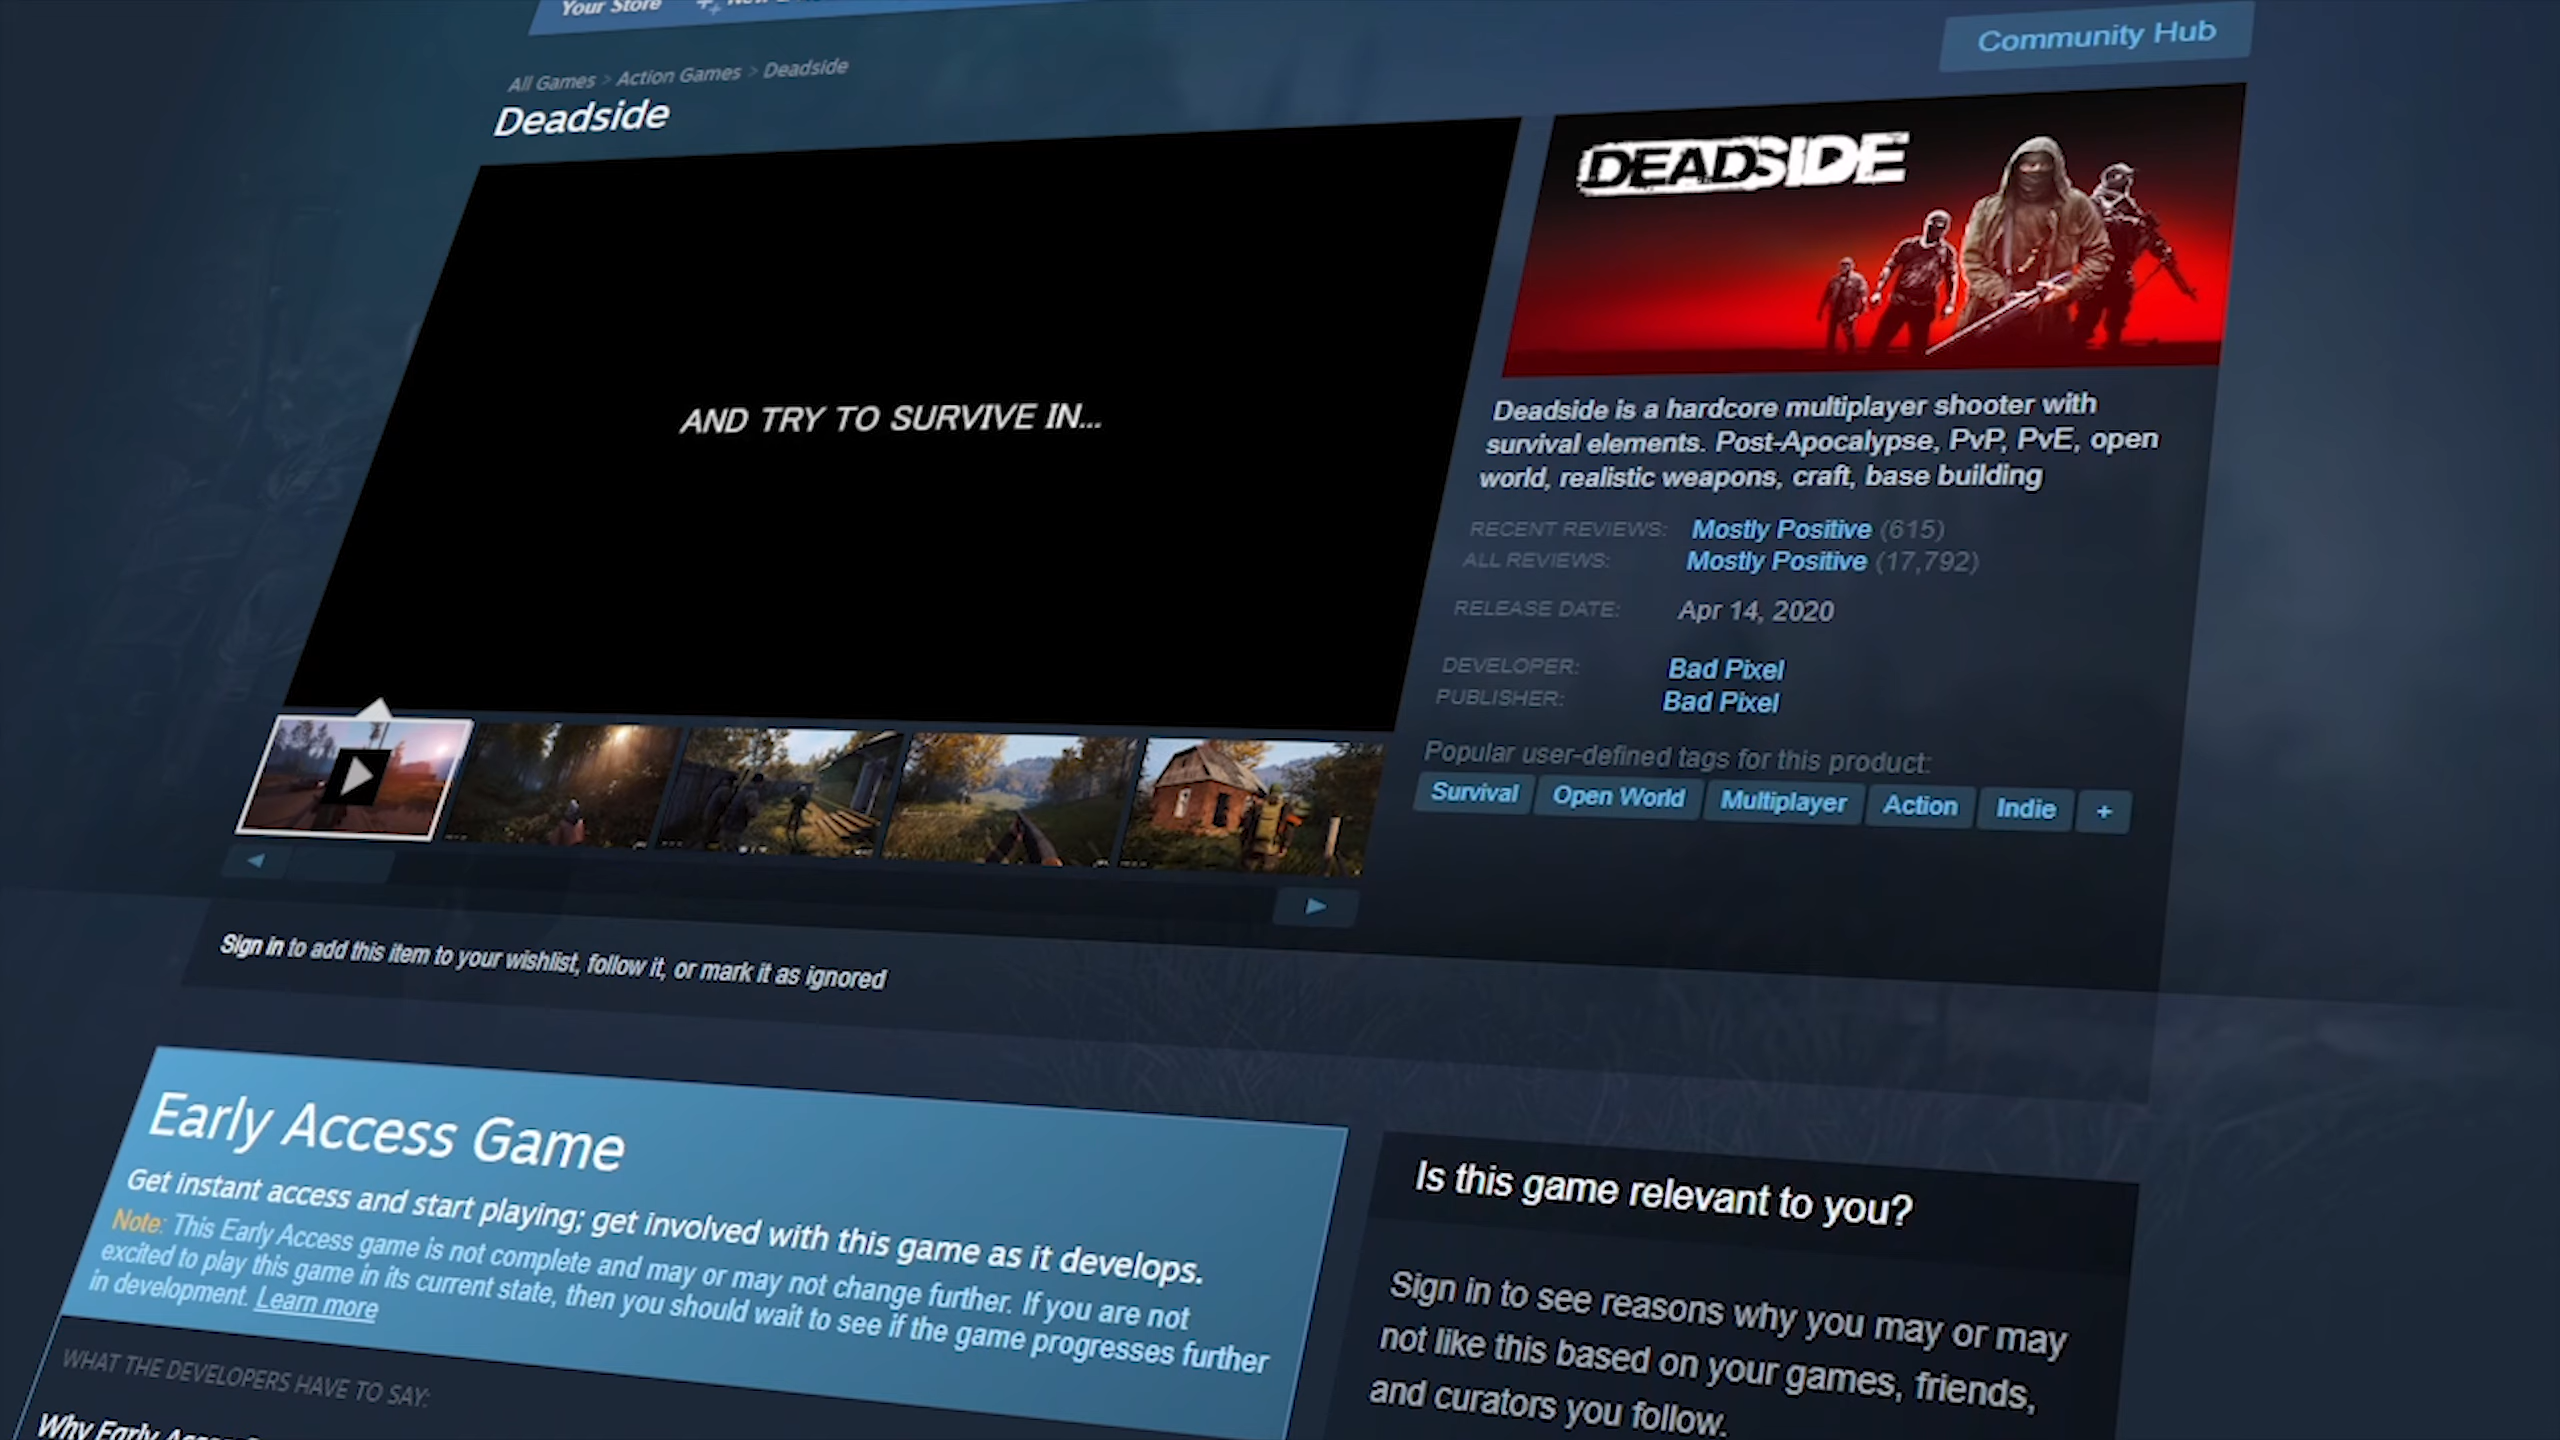 Your Store
Community Hub
All Games > Action Games > Deadside
Deadside
AND TRY TO SURVIVE IN...
DEADSIDE
Deadside is a hardcore multiplayer shooter with
survival elements. Post-Apocalypse, PvP, PvE, open
world, realistic weapons, craft, base building
RECENT REVIEWS: Mostly Positive (615)
ALL REVIEWS: Mostly Positive (17,792)
RELEASE DATE: Apr 14, 2020
DEVELOPER: Bad Pixel
PUBLISHER: Bad Pixel
Popular user-defined tags for this product:
Survival Open World Multiplayer Action Indie +
Sign in to add this item to your wishlist, follow it, or mark it as ignored
Early Access Game
Get instant access and start playing; get involved with this game as it develops.
Note: This Early Access game is not complete and may or may not change further. If you are not
excited to play this game in its current state, then you should wait to see if the game progresses further
in development. Learn more
WHAT THE DEVELOPERS HAVE TO SAY:
Why Early
Is this game relevant to you?
Sign in to see reasons why you may or may
not like this based on your games, friends,
and curators you follow.